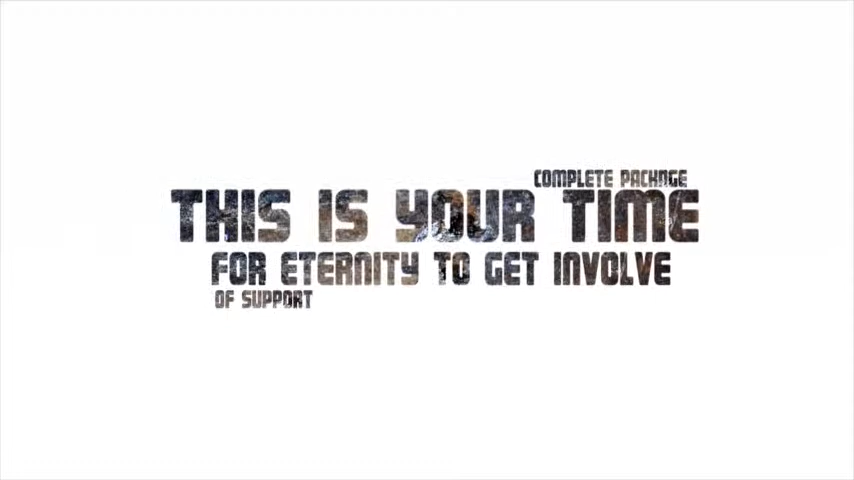 COMPLETE PACKAGE
THIS IS YOUR TIME
FOR ETERNITY TO GET INVOLVE
OF SUPPORT